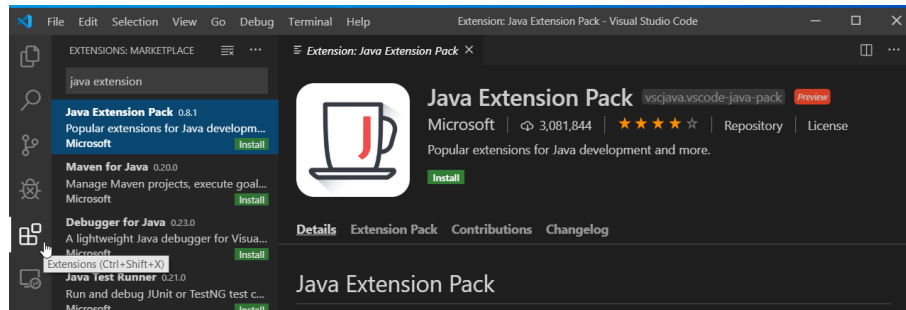 File Edit Selection View Go Debug Terminal Help Extension: Java Extension Pack - Visual Studio Code
EXTENSIONS: MARKETPLACE
java extension
Java Extension Pack 0.8.1
Popular extensions for Java developm...
Microsoft Install
Maven for Java 0.20.0
Manage Maven projects, execute goal...
Microsoft Install
Debugger for Java 0.23.0
A lightweight Java debugger for Visua...
Microsoft Install
Extensions (Ctrl+Shift+X)
Java Test Runner 0.21.0
Run and debug JUnit or TestNG test c...
Microsoft Install
Extension: Java Extension Pack
Java Extension Pack vscjava.vscode-java-pack Preview
Microsoft 3,081,844 Repository License
Popular extensions for Java development and more.
Install
Details Extension Pack Contributions Changelog
Java Extension Pack